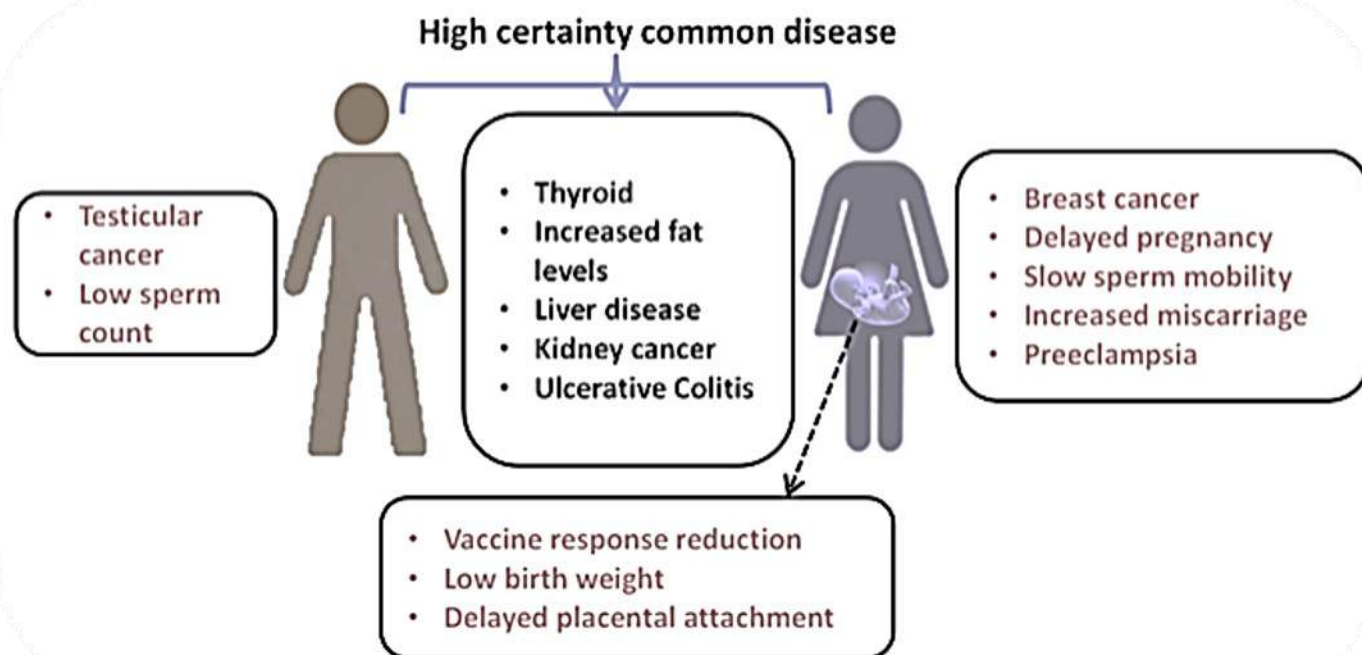 High certainty common disease
• Testicular
cancer
• Low sperm
count
• Thyroid
• Increased fat
levels
• Liver disease
• Kidney cancer
• Ulcerative Colitis
• Breast cancer
• Delayed pregnancy
• Slow sperm mobility
• Increased miscarriage
• Preeclampsia
• Vaccine response reduction
• Low birth weight
• Delayed placental attachment